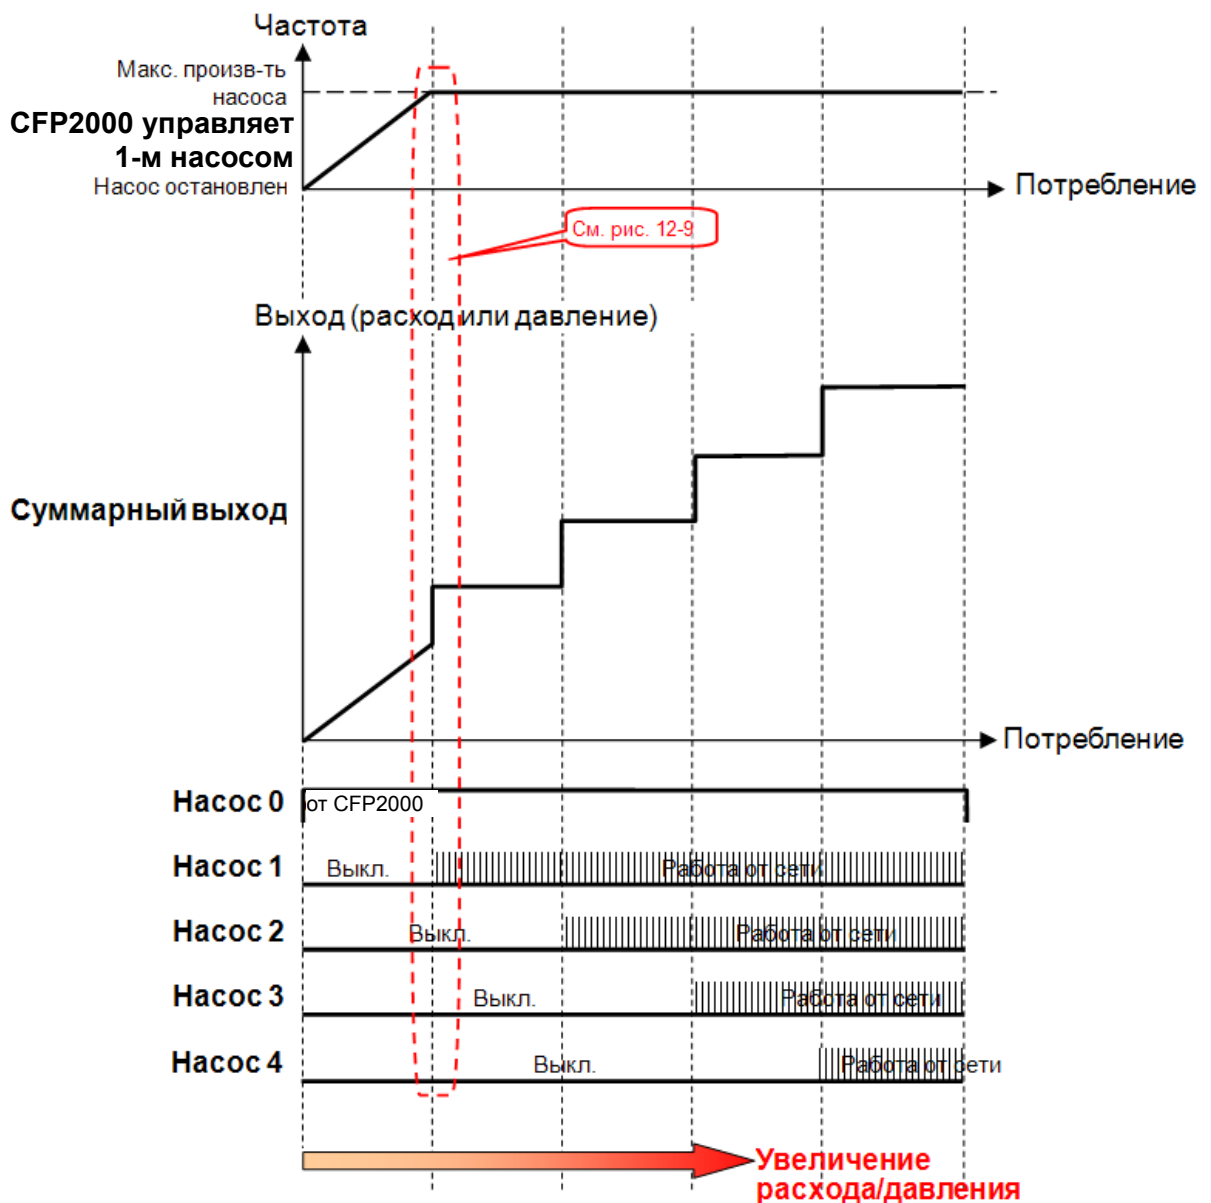 Частота
Макс. произв-ть
насоса
CFP2000 управляет
1-м насосом
Насос остановлен
Потребление
См. рис. 12-9
Выход (расход или давление)
Суммарный выход
Потребление
Насос 0
от CFP2000
Насос 1
Выкл.
Работа от сети
Насос 2
Выкл.
Работа от сети
Насос 3
Выкл.
Работа от сети
Насос 4
Выкл.
Работа от сети
Увеличение
расхода/давления